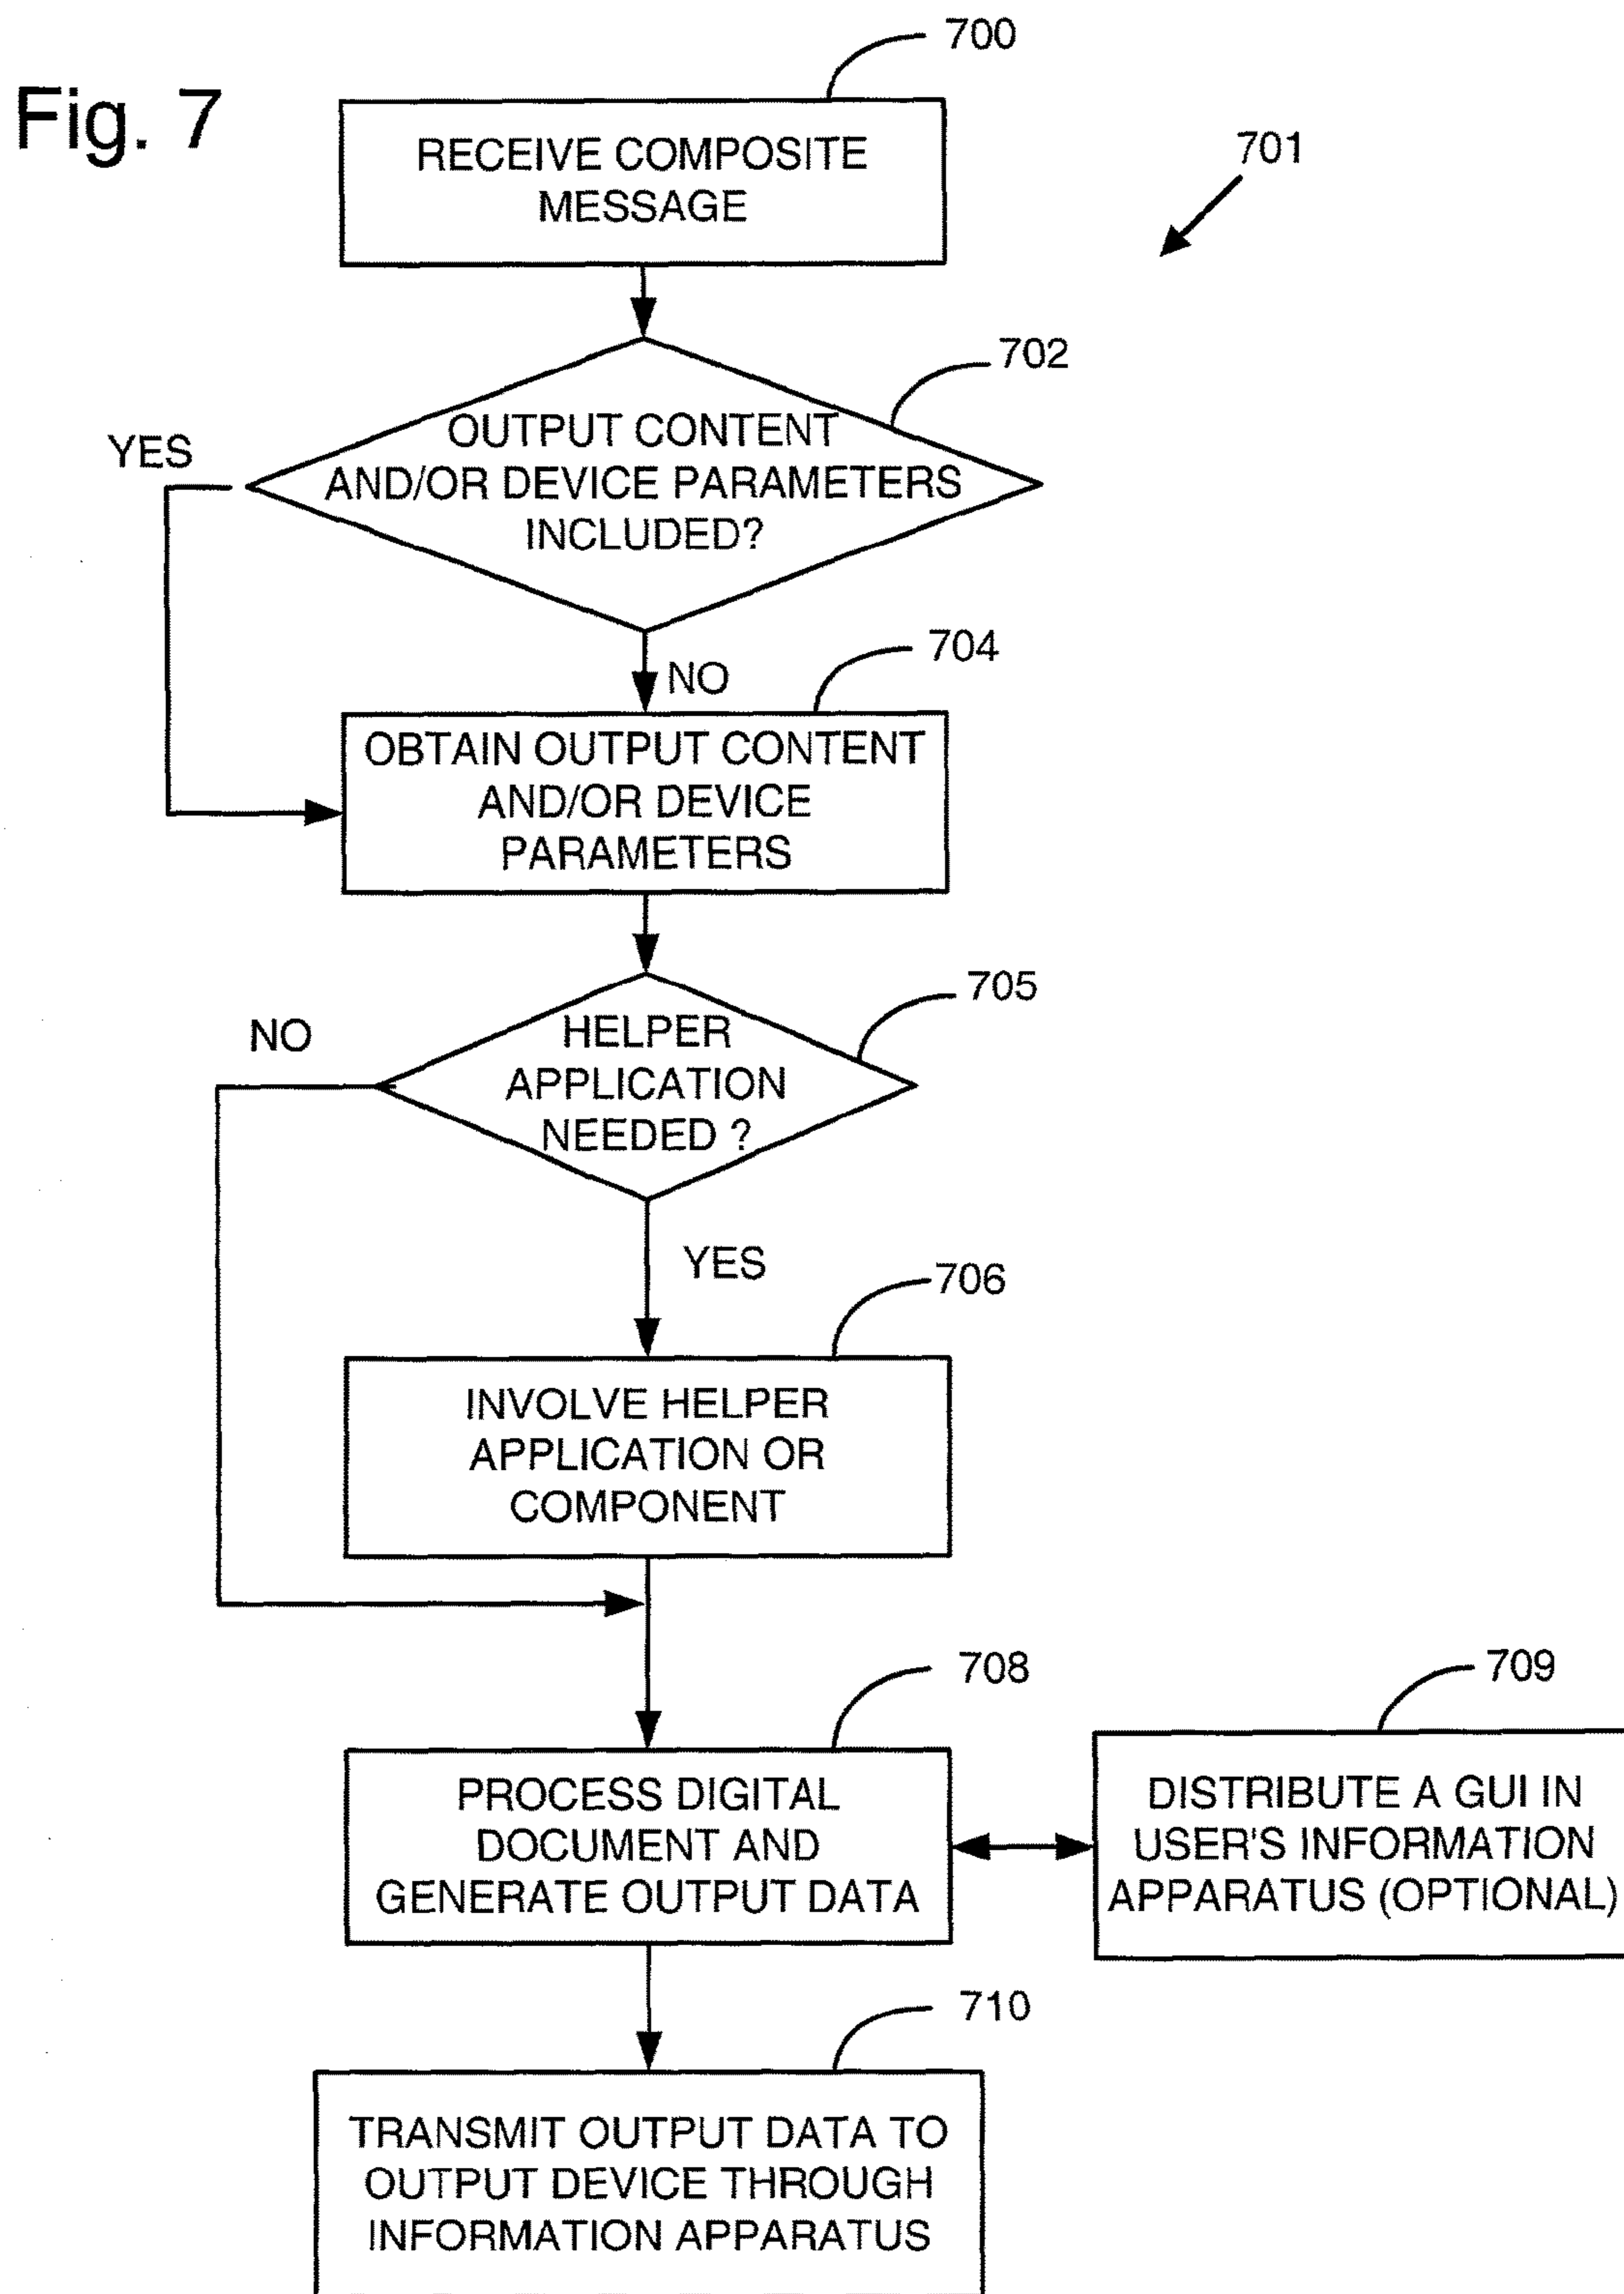 Fig. 7
700
RECEIVE COMPOSITE
MESSAGE
701
702
OUTPUT CONTENT
AND/OR DEVICE PARAMETERS
INCLUDED?
YES
NO
704
OBTAIN OUTPUT CONTENT
AND/OR DEVICE
PARAMETERS
705
HELPER
APPLICATION
NEEDED ?
NO
YES
706
INVOLVE HELPER
APPLICATION OR
COMPONENT
708
PROCESS DIGITAL
DOCUMENT AND
GENERATE OUTPUT DATA
709
DISTRIBUTE A GUI IN
USER'S INFORMATION
APPARATUS (OPTIONAL)
710
TRANSMIT OUTPUT DATA TO
OUTPUT DEVICE THROUGH
INFORMATION APPARATUS